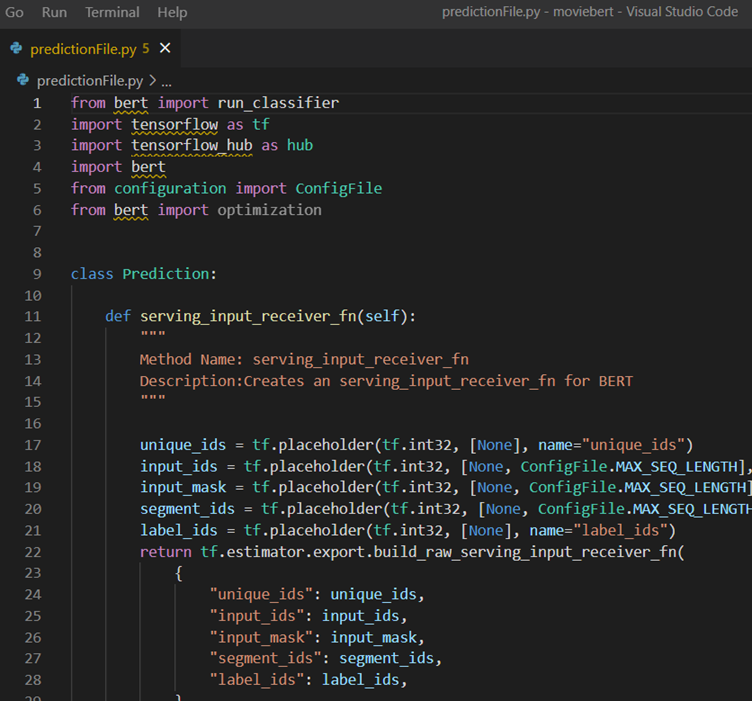 Go Run Terminal Help predictionFile.py - moviebert - Visual Studio Code
predictionFile.py 5 ×
predictionFile.py > ...
1 from bert import run_classifier
2 import tensorflow as tf
3 import tensorflow_hub as hub
4 import bert
5 from configuration import ConfigFile
6 from bert import optimization
7
8
9 class Prediction:
10
11 def serving_input_receiver_fn(self):
12 """
13 Method Name: serving_input_receiver_fn
14 Description:Creates an serving_input_receiver_fn for BERT
15 """
16
17 unique_ids = tf.placeholder(tf.int32, [None], name="unique_ids")
18 input_ids = tf.placeholder(tf.int32, [None, ConfigFile.MAX_SEQ_LENGTH],
19 input_mask = tf.placeholder(tf.int32, [None, ConfigFile.MAX_SEQ_LENGTH]
20 segment_ids = tf.placeholder(tf.int32, [None, ConfigFile.MAX_SEQ_LENGTH
21 label_ids = tf.placeholder(tf.int32, [None], name="label_ids")
22 return tf.estimator.export.build_raw_serving_input_receiver_fn(
23 {
24 "unique_ids": unique_ids,
25 "input_ids": input_ids,
26 "input_mask": input_mask,
27 "segment_ids": segment_ids,
28 "label_ids": label_ids,
29 }